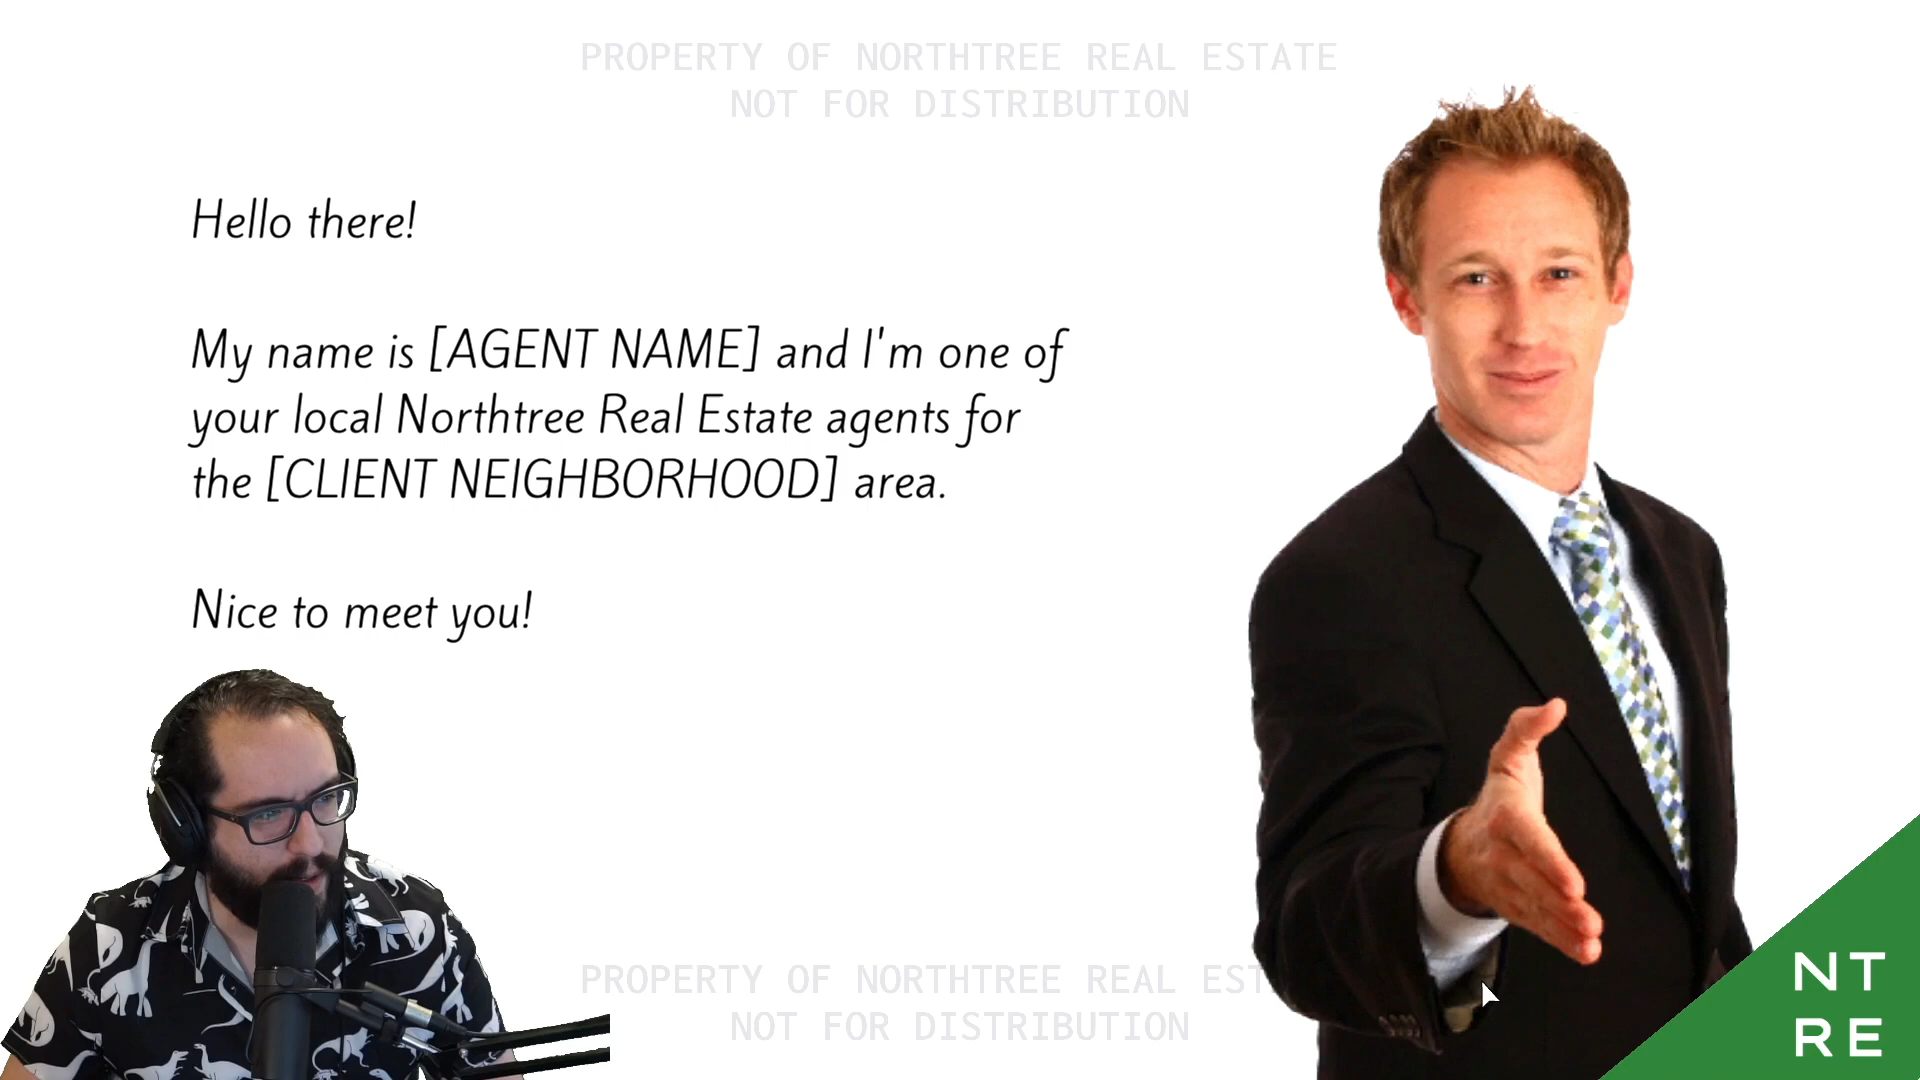 PROPERTY OF NORTHTREE REAL ESTATE
NOT FOR DISTRIBUTION
Hello there!
My name is [AGENT NAME] and I'm one of
your local Northtree Real Estate agents for
the [CLIENT NEIGHBORHOOD] area.
Nice to meet you!
PROPERTY OF NORTHTREE REAL EST
NOT FOR DISTRIBUTION
NT
RE